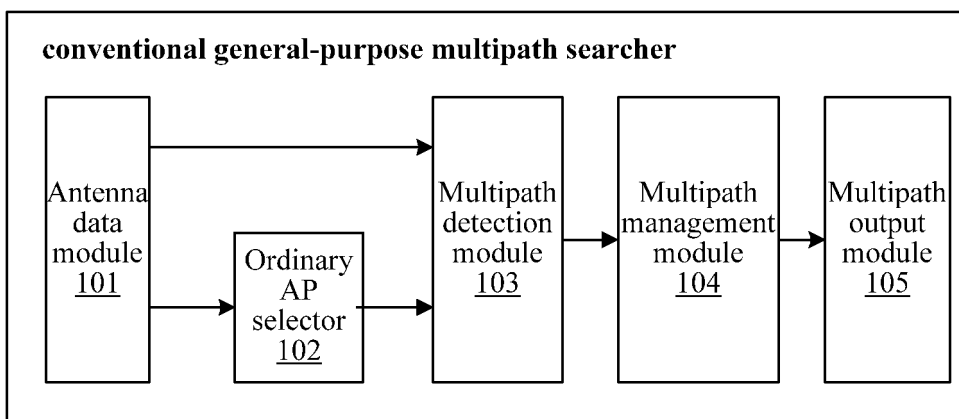 conventional general-purpose multipath searcher
Antenna
data
module
101
Ordinary
AP
selector
102
Multipath
detection
module
103
Multipath
management
module
104
Multipath
output
module
105